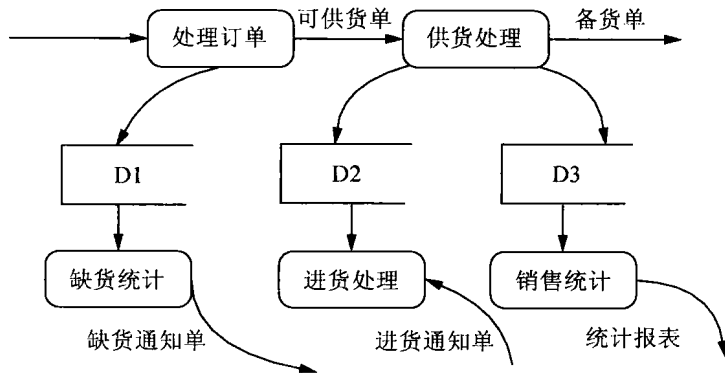 处理订单
可供货单
供货处理
备货单
D1
D2
D3
缺货统计
进货处理
销售统计
缺货通知单
进货通知单
统计报表